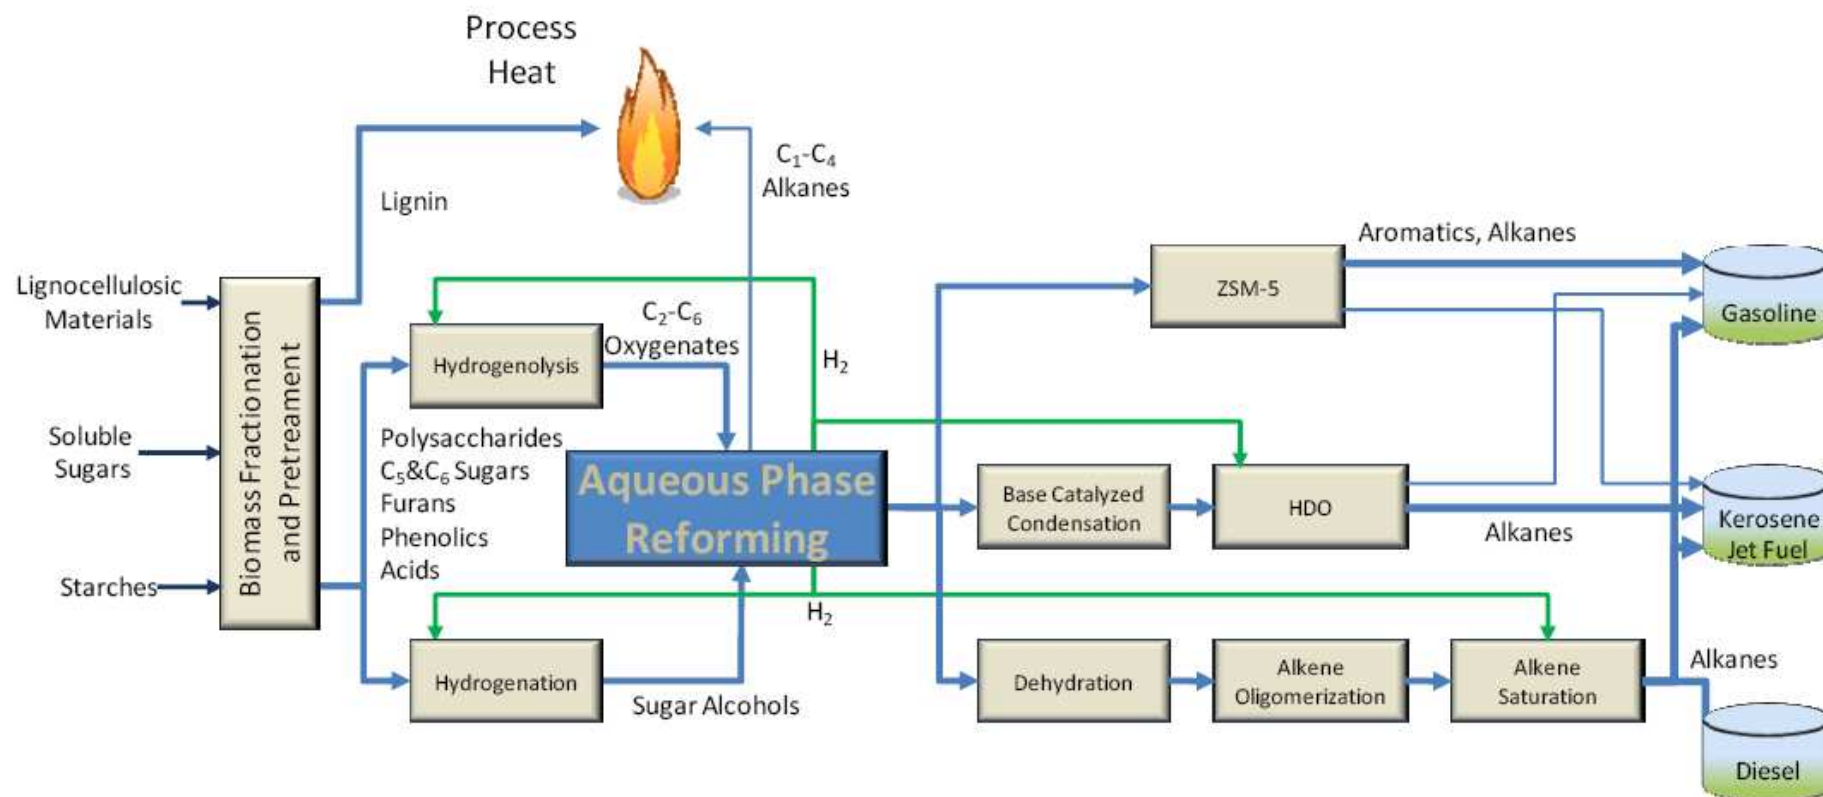 Process
Heat
C₁-C₄
Alkanes
Lignin
Lignocellulosic
Materials
Soluble
Sugars
Starches
Biomass Fractionation
and Pretreament
Hydrogenolysis
C₂-C₆
Oxygenates
H₂
Polysaccharides
C₅&C₆ Sugars
Furans
Phenolics
Acids
Aqueous Phase
Reforming
H₂
Hydrogenation
Sugar Alcohols
ZSM-5
Aromatics, Alkanes
Gasoline
Base Catalyzed
Condensation
HDO
Alkanes
Kerosene
Jet Fuel
Dehydration
Alkene
Oligomerization
Alkene
Saturation
Alkanes
Diesel